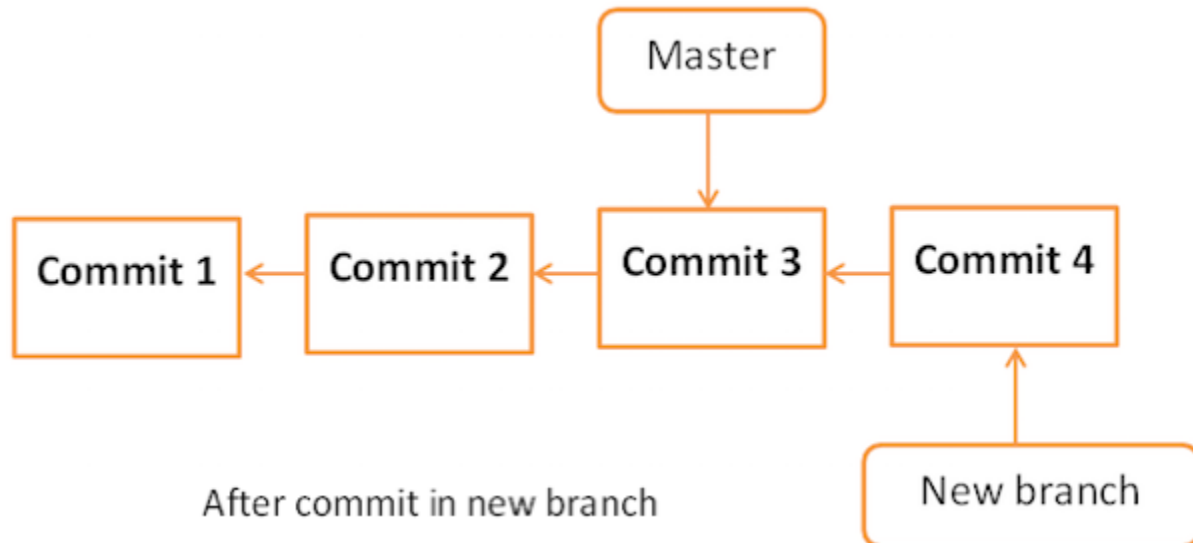 Master
Commit 1
Commit 2
Commit 3
Commit 4
After commit in new branch
New branch